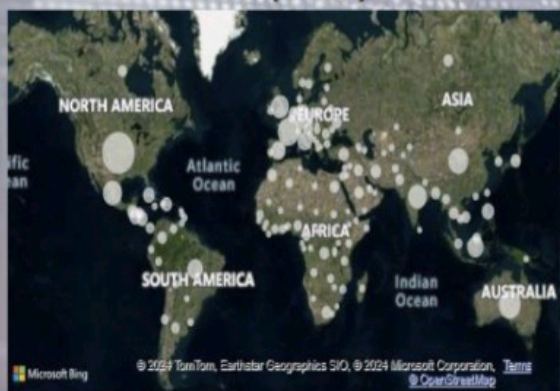 NORTH AMERICA
EUROPE
ASIA
Atlantic
Ocean
AFRICA
SOUTH AMERICA
Indian
Ocean
AUSTRALIA
Microsoft Bing
© 2024 TomTom, Earthstar Geographics SIO, © 2024 Microsoft Corporation, Terms
© OpenStreetMap